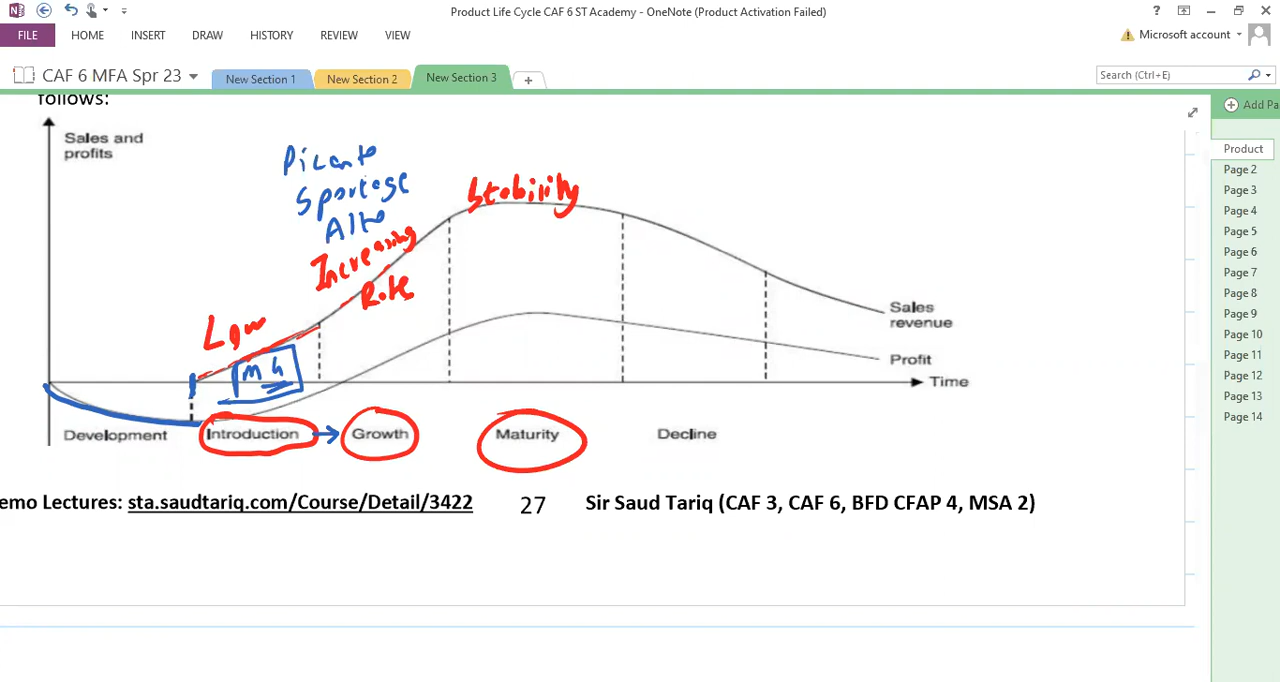 Product Life Cycle CAF 6 ST Academy - OneNote (Product Activation Failed)
?
FILE HOME INSERT DRAW HISTORY REVIEW VIEW
Microsoft account
CAF 6 MFA Spr 23
New Section 1 New Section 2 New Section 3 +
Search (Ctrl+E)
Add Pa
follows:
Sales and
profits
Picanto
Sportage
Alto
Increasing
Rate
Stability
Low
Sales
revenue
Profit
Time
Development Introduction Growth Maturity Decline
emo Lectures: sta.saudtariq.com/Course/Detail/3422 27 Sir Saud Tariq (CAF 3, CAF 6, BFD CFAP 4, MSA 2)
Product
Page 2
Page 3
Page 4
Page 5
Page 6
Page 7
Page 8
Page 9
Page 10
Page 11
Page 12
Page 13
Page 14